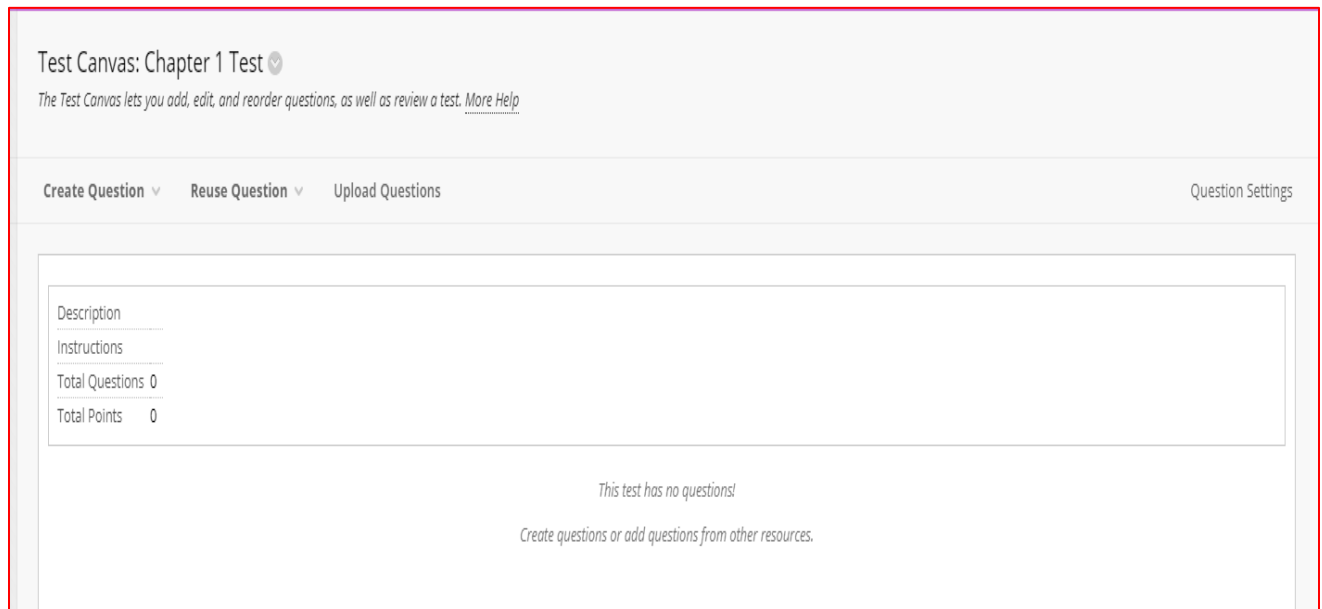 Test Canvas: Chapter 1 Test
The Test Canvas lets you add, edit, and reorder questions, as well as review a test. More Help
Create Question Reuse Question Upload Questions Question Settings
Description
Instructions
Total Questions 0
Total Points 0
This test has no questions!
Create questions or add questions from other resources.